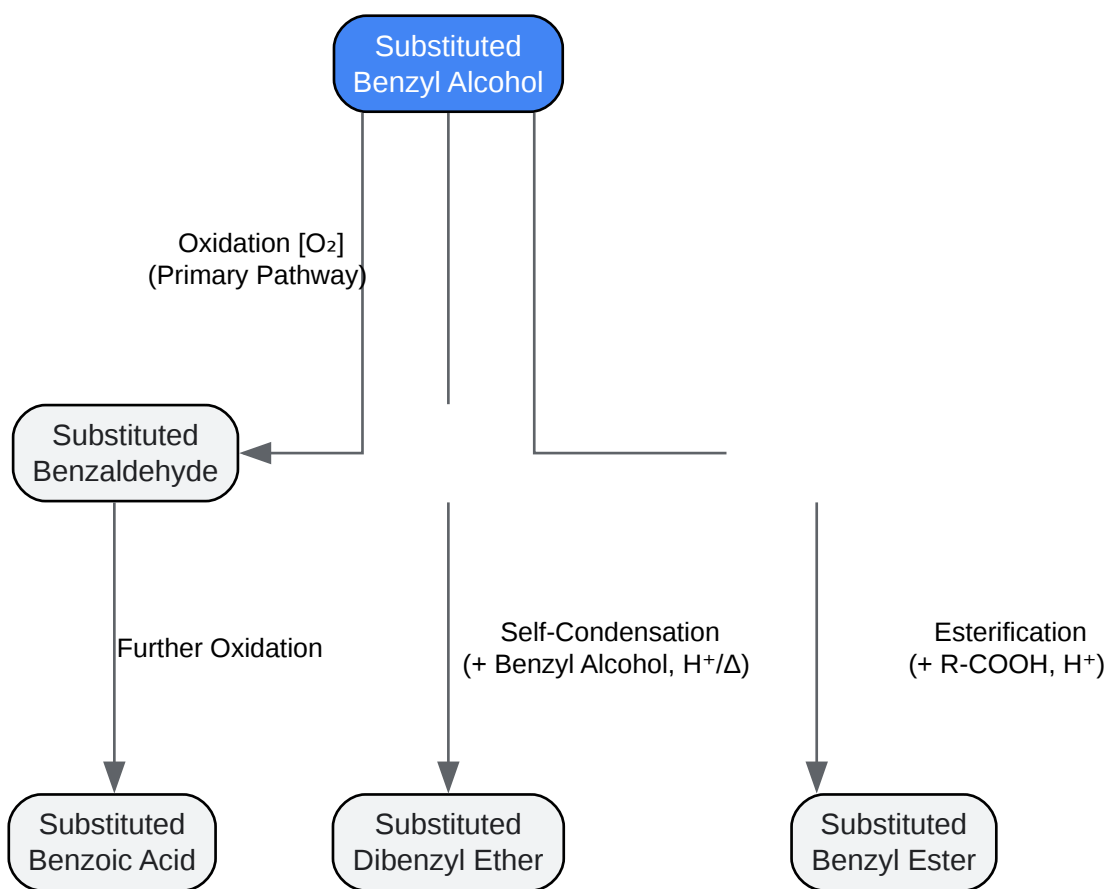 Substituted
Benzyl Alcohol
Oxidation [O₂]
(Primary Pathway)
Substituted
Benzaldehyde
Further Oxidation
Self-Condensation
(+ Benzyl Alcohol, H⁺/Δ)
Esterification
(+ R-COOH, H⁺)
Substituted
Benzoic Acid
Substituted
Dibenzyl Ether
Substituted
Benzyl Ester